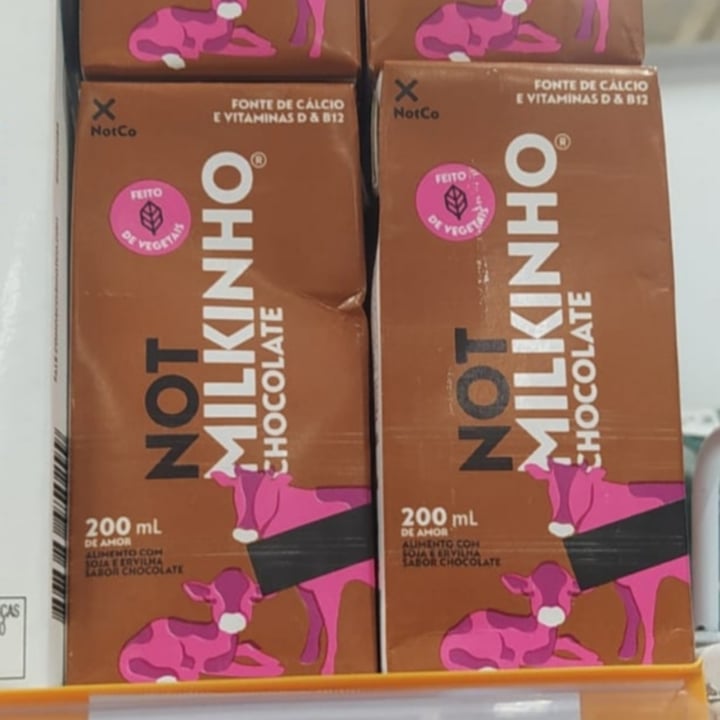 NotCo
FONTE DE CÁLCIO
E VITAMINAS D & B12
FEITO
DE VEGETAIS
NOT
MILKINHO®
CHOCOLATE
200 mL
DE AMOR
ALIMENTO COM
SOJA E ERVILHA
SABOR CHOCOLATE
NotCo
FONTE DE CÁLCIO
E VITAMINAS D & B12
FEITO
DE VEGETAIS
NOT
MILKINHO®
CHOCOLATE
200 mL
DE AMOR
ALIMENTO COM
SOJA E ERVILHA
SABOR CHOCOLATE